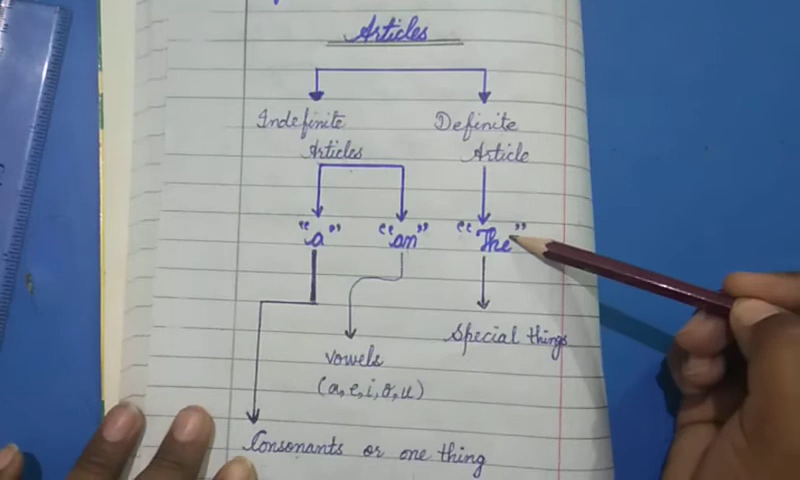 Articles
Indefinite Definite
Articles Article
"a" "an" "The"
Special things
Vowels
(a, e, i, o, u)
Consonants or one thing